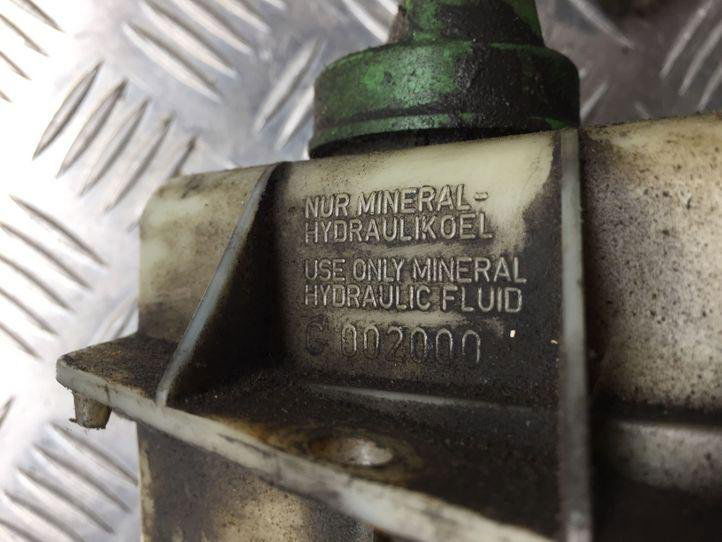 NUR MINERAL-
HYDRAULIKOEL
USE ONLY MINERAL
HYDRAULIC FLUID
G 002000